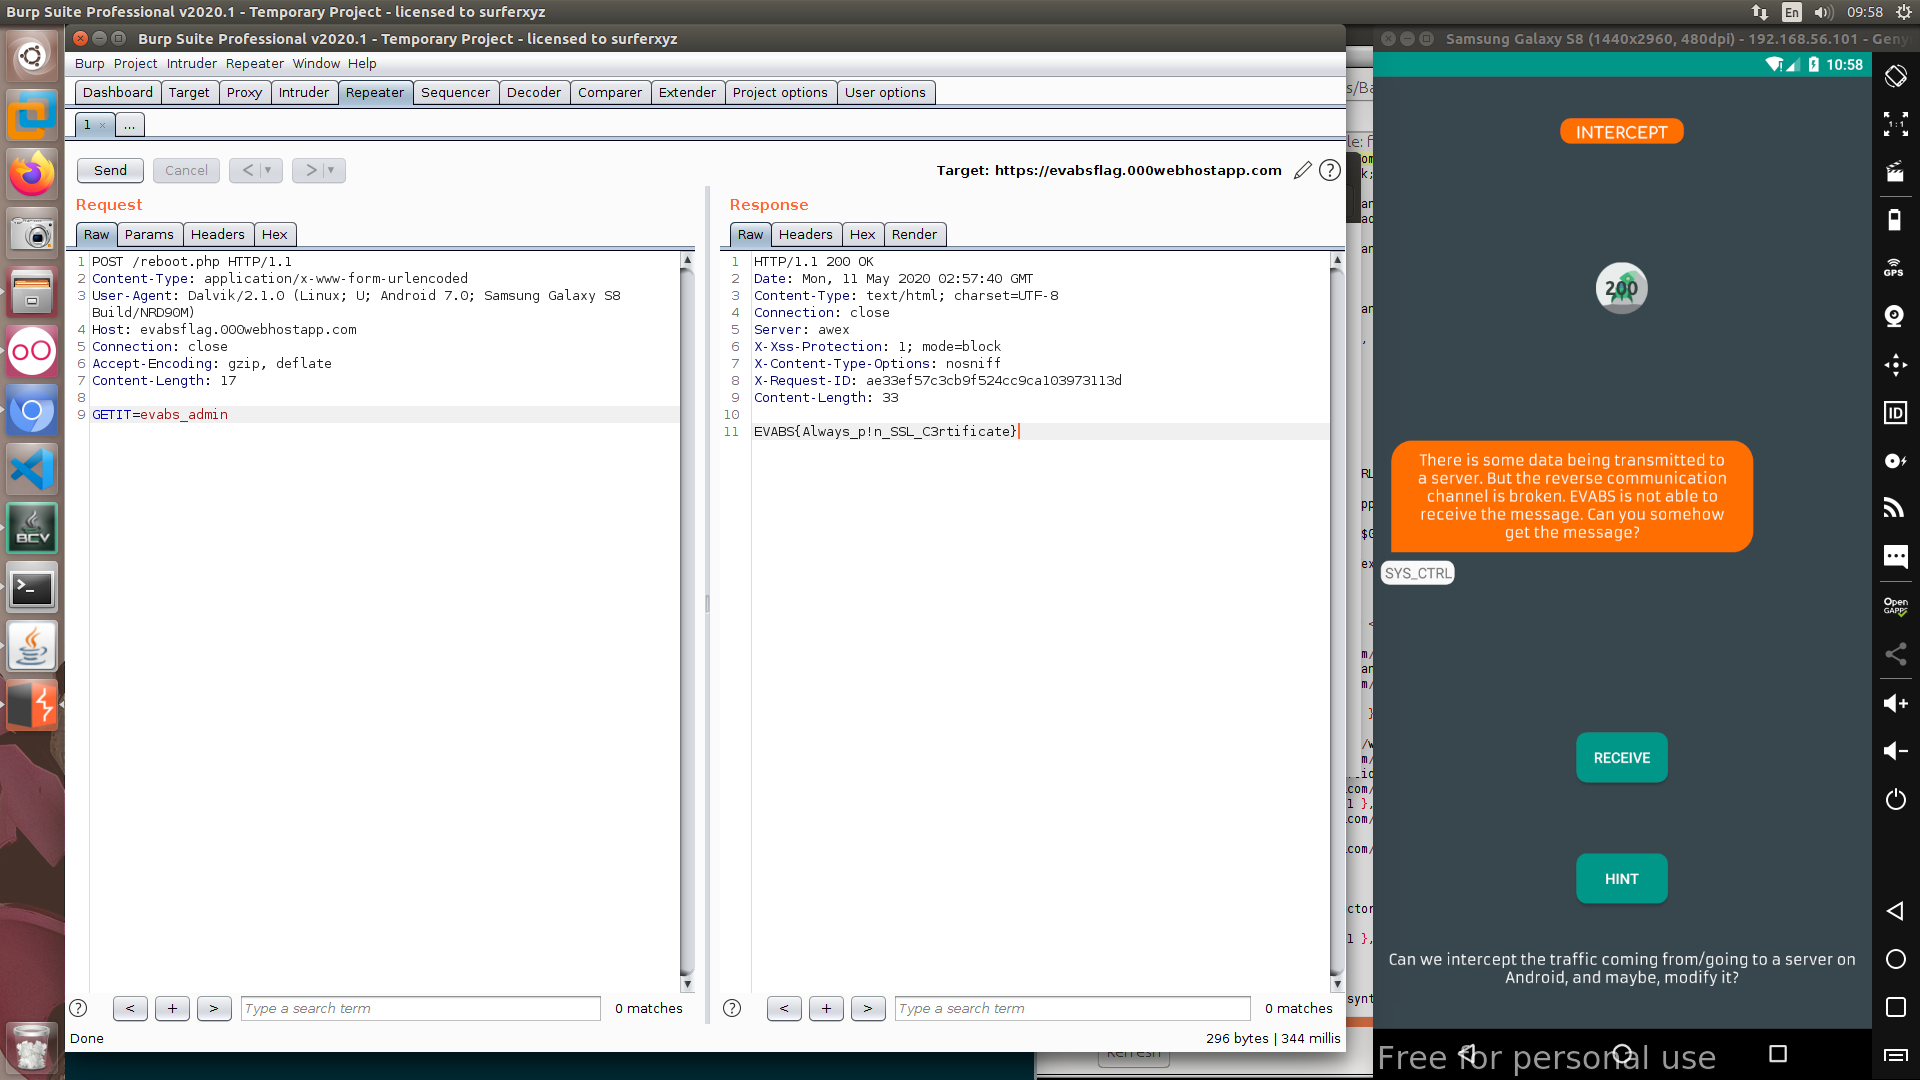 Burp Suite Professional v2020.1 - Temporary Project - licensed to surferxyz
En
09:58
Burp Suite Professional v2020.1 - Temporary Project - licensed to surferxyz
Burp Project Intruder Repeater Window Help
Dashboard Target Proxy Intruder Repeater Sequencer Decoder Comparer Extender Project options User options
1 × ...
Send Cancel < > 
Target: https://evabsflag.000webhostapp.com
Request
Raw Params Headers Hex
1 POST /reboot.php HTTP/1.1
2 Content-Type: application/x-www-form-urlencoded
3 User-Agent: Dalvik/2.1.0 (Linux; U; Android 7.0; Samsung Galaxy S8
Build/NRD90M)
4 Host: evabsflag.000webhostapp.com
5 Connection: close
6 Accept-Encoding: gzip, deflate
7 Content-Length: 17
8
9 GETIT=evabs_admin
Response
Raw Headers Hex Render
1 HTTP/1.1 200 OK
2 Date: Mon, 11 May 2020 02:57:40 GMT
3 Content-Type: text/html; charset=UTF-8
4 Connection: close
5 Server: awex
6 X-Xss-Protection: 1; mode=block
7 X-Content-Type-Options: nosniff
8 X-Request-ID: ae33ef57c3cb9f524cc9ca103973113d
9 Content-Length: 33
10
11 EVABS{Always_p!n_SSL_C3rtificate}
? < + > Type a search term 0 matches
? < + > Type a search term 0 matches
Done
296 bytes | 344 millis
Refresh
BCV
Samsung Galaxy S8 (1440x2960, 480dpi) - 192.168.56.101 - Geny
10:58
INTERCEPT
200
There is some data being transmitted to
a server. But the reverse communication
channel is broken. EVABS is not able to
receive the message. Can you somehow
get the message?
SYS_CTRL
RECEIVE
HINT
Can we intercept the traffic coming from/going to a server on
Android, and maybe, modify it?
Free for personal use
1:1
GPS
ID
Open
GAPPS